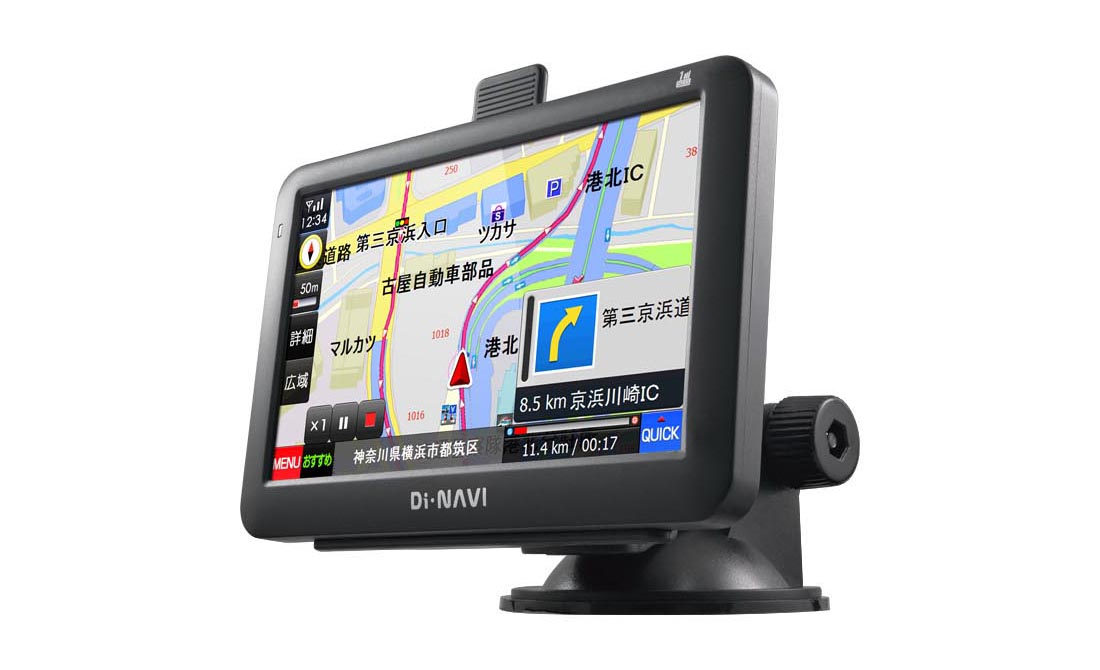 12:34
250
38
P
港北IC
S
道路 第三京浜入口
ツカサ
古屋自動車部品
50m
詳細
1018
マルカツ
港北
第三京浜道
広域
8.5 km 京浜川崎IC
×1
1016
MENU
おすすめ
神奈川県横浜市都筑区
11.4 km / 00:17
QUICK
Di·NAVI